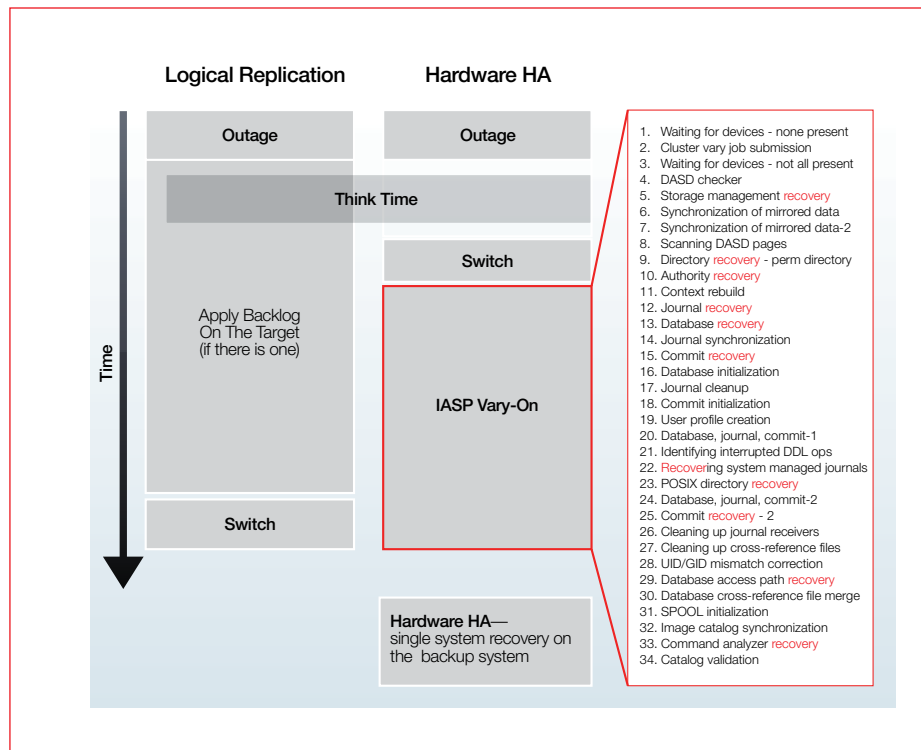 Logical Replication
Hardware HA
Time
Outage
Outage
Think Time
Switch
Apply Backlog
On The Target
(if there is one)
IASP Vary-On
Switch
Hardware HA—
single system recovery on
the backup system
1. Waiting for devices - none present
2. Cluster vary job submission
3. Waiting for devices - not all present
4. DASD checker
5. Storage management recovery
6. Synchronization of mirrored data
7. Synchronization of mirrored data-2
8. Scanning DASD pages
9. Directory recovery - perm directory
10. Authority recovery
11. Context rebuild
12. Journal recovery
13. Database recovery
14. Journal synchronization
15. Commit recovery
16. Database initialization
17. Journal cleanup
18. Commit initialization
19. User profile creation
20. Database, journal, commit-1
21. Identifying interrupted DDL ops
22. Recovering system managed journals
23. POSIX directory recovery
24. Database, journal, commit-2
25. Commit recovery - 2
26. Cleaning up journal receivers
27. Cleaning up cross-reference files
28. UID/GID mismatch correction
29. Database access path recovery
30. Database cross-reference file merge
31. SPOOL initialization
32. Image catalog synchronization
33. Command analyzer recovery
34. Catalog validation